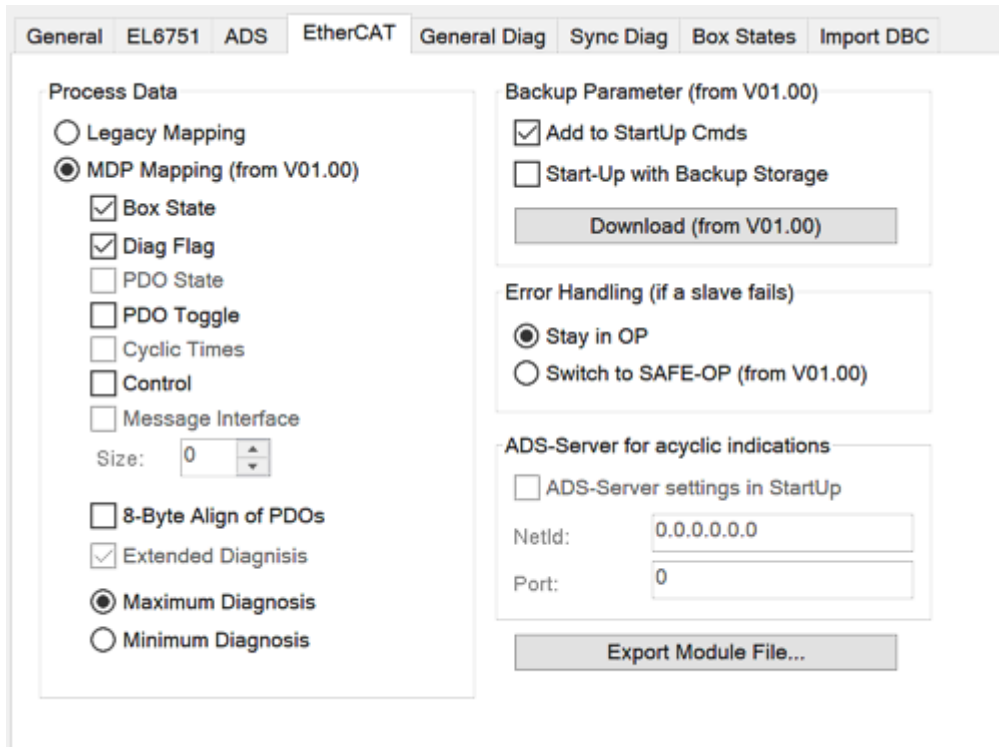 General EL6751 ADS EtherCAT General Diag Sync Diag Box States Import DBC
Process Data
Legacy Mapping
MDP Mapping (from V01.00)
Box State
Diag Flag
PDO State
PDO Toggle
Cyclic Times
Control
Message Interface
Size: 0
8-Byte Align of PDOs
Extended Diagnisis
Maximum Diagnosis
Minimum Diagnosis
Backup Parameter (from V01.00)
Add to StartUp Cmds
Start-Up with Backup Storage
Download (from V01.00)
Error Handling (if a slave fails)
Stay in OP
Switch to SAFE-OP (from V01.00)
ADS-Server for acyclic indications
ADS-Server settings in StartUp
NetId: 0.0.0.0.0.0
Port: 0
Export Module File...